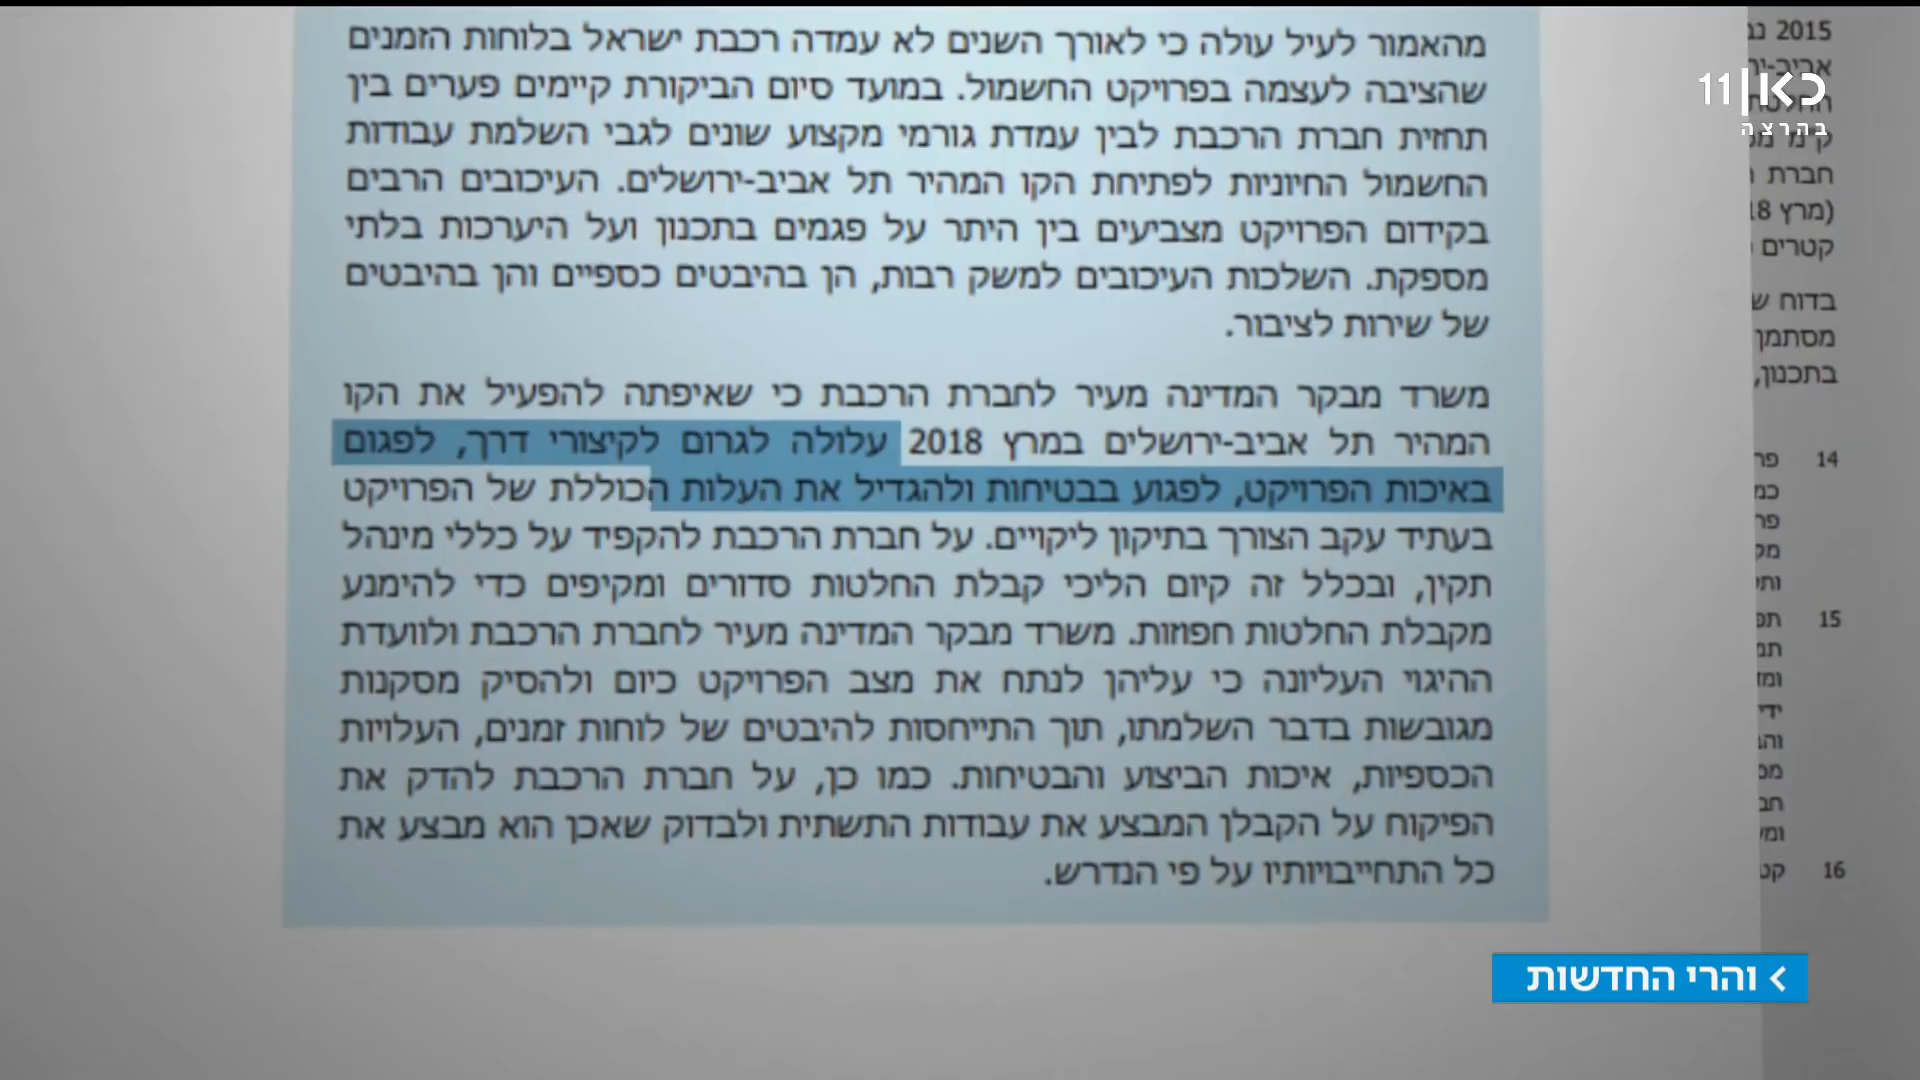 מהאמור לעיל עולה כי לאורך השנים לא עמדה רכבת ישראל בלוחות הזמנים
שהציבה לעצמה בפרויקט החשמול. במועד סיום הביקורת קיימים פערים בין
תחזית חברת הרכבת לבין עמדת גורמי מקצוע שונים לגבי השלמת עבודות
החשמול החיוניות לפתיחת הקו המהיר תל אביב-ירושלים. העיכובים הרבים
בקידום הפרויקט מצביעים בין היתר על פגמים בתכנון ועל היערכות בלתי
מספקת. השלכות העיכובים למשק רבות, הן בהיבטים כספיים והן בהיבטים
של שירות לציבור.
משרד מבקר המדינה מעיר לחברת הרכבת כי שאיפתה להפעיל את הקו
המהיר תל אביב-ירושלים במרץ 2018 עלולה לגרום לקיצורי דרך, לפגום
באיכות הפרויקט, לפגוע בבטיחות ולהגדיל את העלות הכוללת של הפרויקט
בעתיד עקב הצורך בתיקון ליקויים. על חברת הרכבת להקפיד על כללי מינהל
תקין, ובכלל זה קיום הליכי קבלת החלטות סדורים ומקיפים כדי להימנע
מקבלת החלטות חפוזות. משרד מבקר המדינה מעיר לחברת הרכבת ולוועדת
ההיגוי העליונה כי עליהן לנתח את מצב הפרויקט כיום ולהסיק מסקנות
מגובשות בדבר השלמתו, תוך התייחסות להיבטים של לוחות זמנים, העלויות
הכספיות, איכות הביצוע והבטיחות. כמו כן, על חברת הרכבת להדק את
הפיקוח על הקבלן המבצע את עבודות התשתית ולבדוק שאכן הוא מבצע את
כל התחייבויותיו על פי הנדרש.
2015
חברת
(מרץ 18
קטרים
בדוח
מסתמן
בתכנון,
14
15
16
כאן 11
בהרצה
והרי החדשות